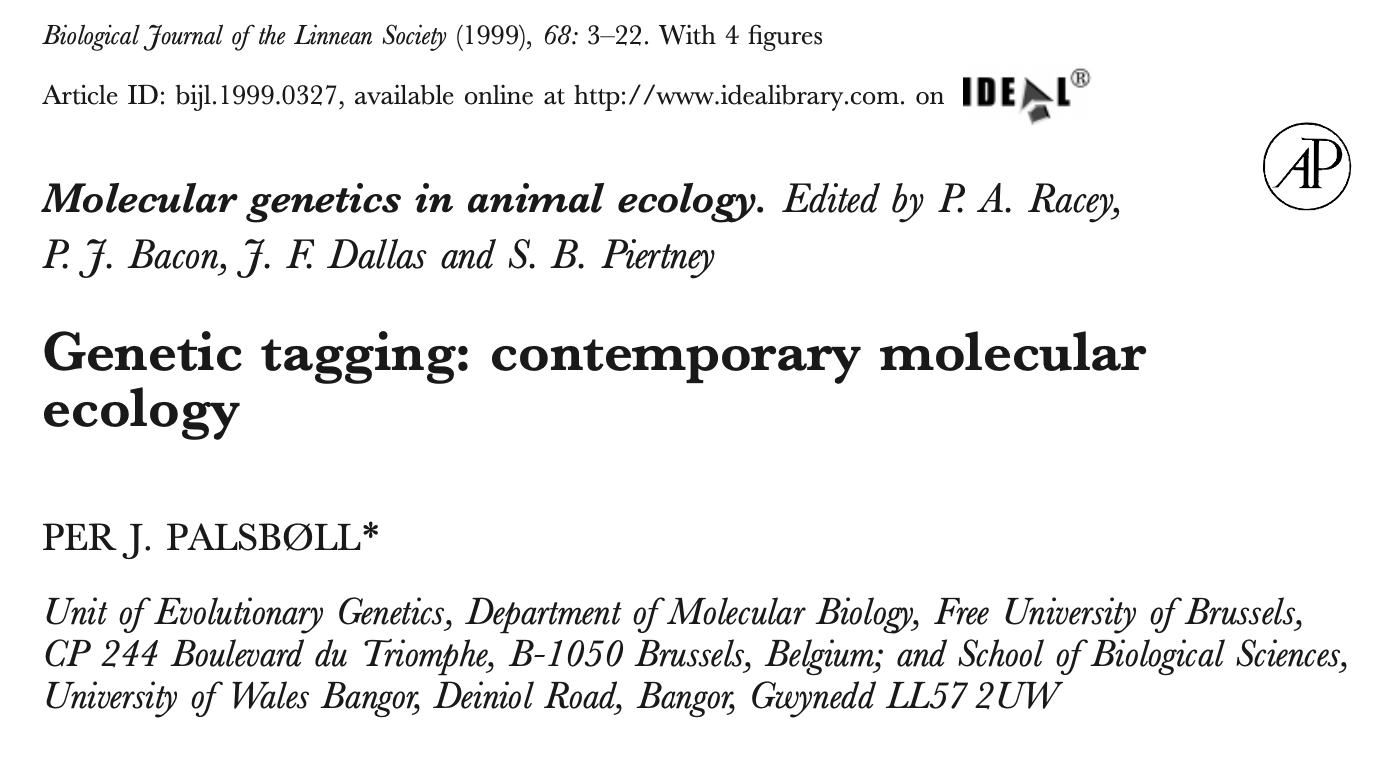 Biological Journal of the Linnean Society (1999), 68: 3–22. With 4 figures
Article ID: bijl.1999.0327, available online at http://www.idealibrary.com. on IDEAL®
AP
Molecular genetics in animal ecology. Edited by P. A. Racey,
P. J. Bacon, J. F. Dallas and S. B. Piertney
Genetic tagging: contemporary molecular
ecology
PER J. PALSBØLL*
Unit of Evolutionary Genetics, Department of Molecular Biology, Free University of Brussels,
CP 244 Boulevard du Triomphe, B-1050 Brussels, Belgium; and School of Biological Sciences,
University of Wales Bangor, Deiniol Road, Bangor, Gwynedd LL57 2UW